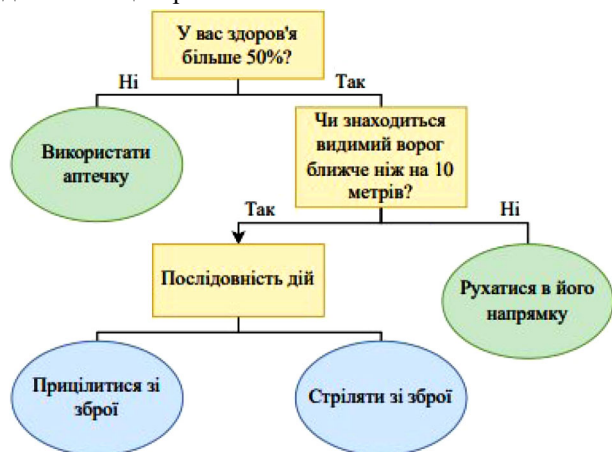 У вас здоров'я
більше 50%?
Ні
Так
Використати
аптечку
Чи знаходиться
видимий ворог
ближче ніж на 10
метрів?
Так
Ні
Послідовність дій
Рухатися в його
напрямку
Прицілитися зі
зброї
Стріляти зі зброї